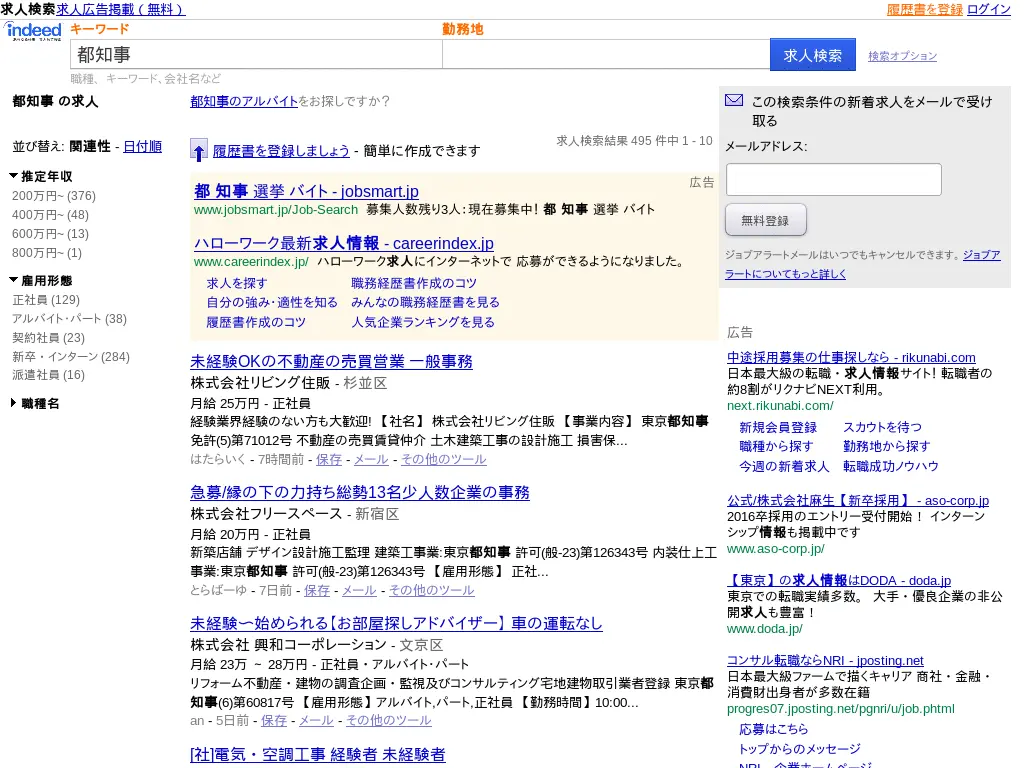 求人検索 求人広告掲載（無料） 履歴書を登録 ログイン
indeed キーワード 勤務地
都知事 求人検索 検索オプション
職種、キーワード、会社名など
都知事 の求人
並び替え: 関連性 - 日付順
推定年収
200万円~ (376)
400万円~ (48)
600万円~ (13)
800万円~ (1)
雇用形態
正社員 (129)
アルバイト・パート (38)
契約社員 (23)
新卒・インターン (284)
派遣社員 (16)
職種名
都知事のアルバイトをお探しですか？
求人検索結果 495 件中 1 - 10
履歴書を登録しましょう - 簡単に作成できます
広告
都 知事 選挙 バイト - jobsmart.jp
www.jobsmart.jp/Job-Search 募集人数残り3人：現在募集中！都 知事 選挙 バイト
ハローワーク最新求人情報 - careerindex.jp
www.careerindex.jp/ ハローワーク求人にインターネットで 応募ができるようになりました。
求人を探す 職務経歴書作成のコツ
自分の強み・適性を知る みんなの職務経歴書を見る
履歴書作成のコツ 人気企業ランキングを見る
未経験OKの不動産の売買営業 一般事務
株式会社リビング住販 - 杉並区
月給 25万円 - 正社員
経験業界経験のない方も大歓迎! 【社名】 株式会社リビング住販 【事業内容】 東京都知事
免許(5)第71012号 不動産の売買賃貸仲介 土木建築工事の設計施工 損害保...
はたらいく - 7時間前 - 保存 - メール - その他のツール
急募/縁の下の力持ち総勢13名少人数企業の事務
株式会社フリースペース - 新宿区
月給 20万円 - 正社員
新築店舗 デザイン設計施工監理 建築工事業:東京都知事 許可(般-23)第126343号 内装仕上工
事業:東京都知事 許可(般-23)第126343号 【雇用形態】 正社...
とらばーゆ - 7日前 - 保存 - メール - その他のツール
未経験〜始められる【お部屋探しアドバイザー】 車の運転なし
株式会社 興和コーポレーション - 文京区
月給 23万 ~ 28万円 - 正社員・アルバイト・パート
リフォーム不動産・建物の調査企画・監視及びコンサルティング宅地建物取引業者登録 東京都
知事(6)第60817号 【雇用形態】アルバイト,パート,正社員 【勤務時間】 10:00...
an - 5日前 - 保存 - メール - その他のツール
[社]電気・空調工事 経験者 未経験者
この検索条件の新着求人をメールで受け
取る
メールアドレス:
無料登録
ジョブアラートメールはいつでもキャンセルできます。ジョブア
ラートについてもっと詳しく
広告
中途採用募集の仕事探しなら - rikunabi.com
日本最大級の転職・求人情報サイト！転職者の
約8割がリクナビNEXT利用。
next.rikunabi.com/
新規会員登録 スカウトを待つ
職種から探す 勤務地から探す
今週の新着求人 転職成功ノウハウ
公式/株式会社麻生【新卒採用】 - aso-corp.jp
2016卒採用のエントリー受付開始！ インターン
シップ情報も掲載中です
www.aso-corp.jp/
【東京】の求人情報はDODA - doda.jp
東京での転職実績多数。 大手・優良企業の非公
開求人も豊富！
www.doda.jp/
コンサル転職ならNRI - jposting.net
日本最大級ファームで描くキャリア 商社・金融・
消費財出身者が多数在籍
progres07.jposting.net/pgnri/u/job.phtml
応募はこちら
トップからのメッセージ
NRI 企業ホームページ